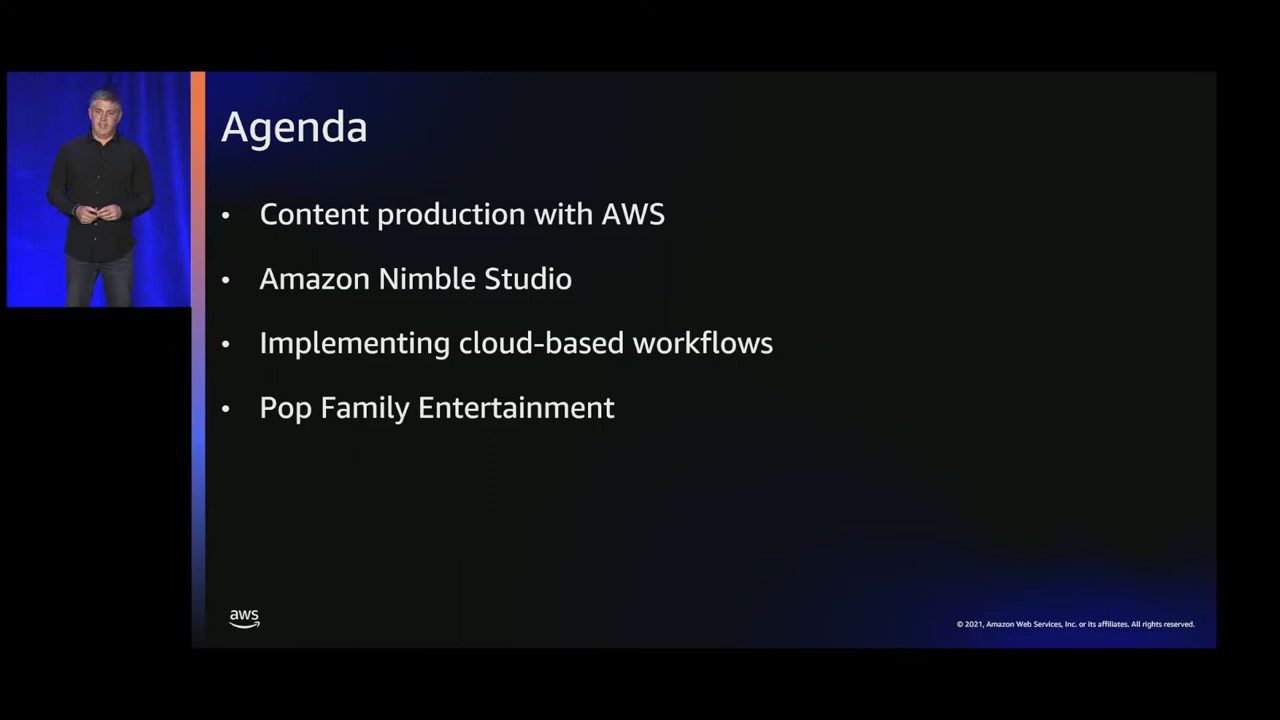 Agenda
• Content production with AWS
• Amazon Nimble Studio
• Implementing cloud-based workflows
• Pop Family Entertainment
aws
© 2021, Amazon Web Services, Inc. or its affiliates. All rights reserved.